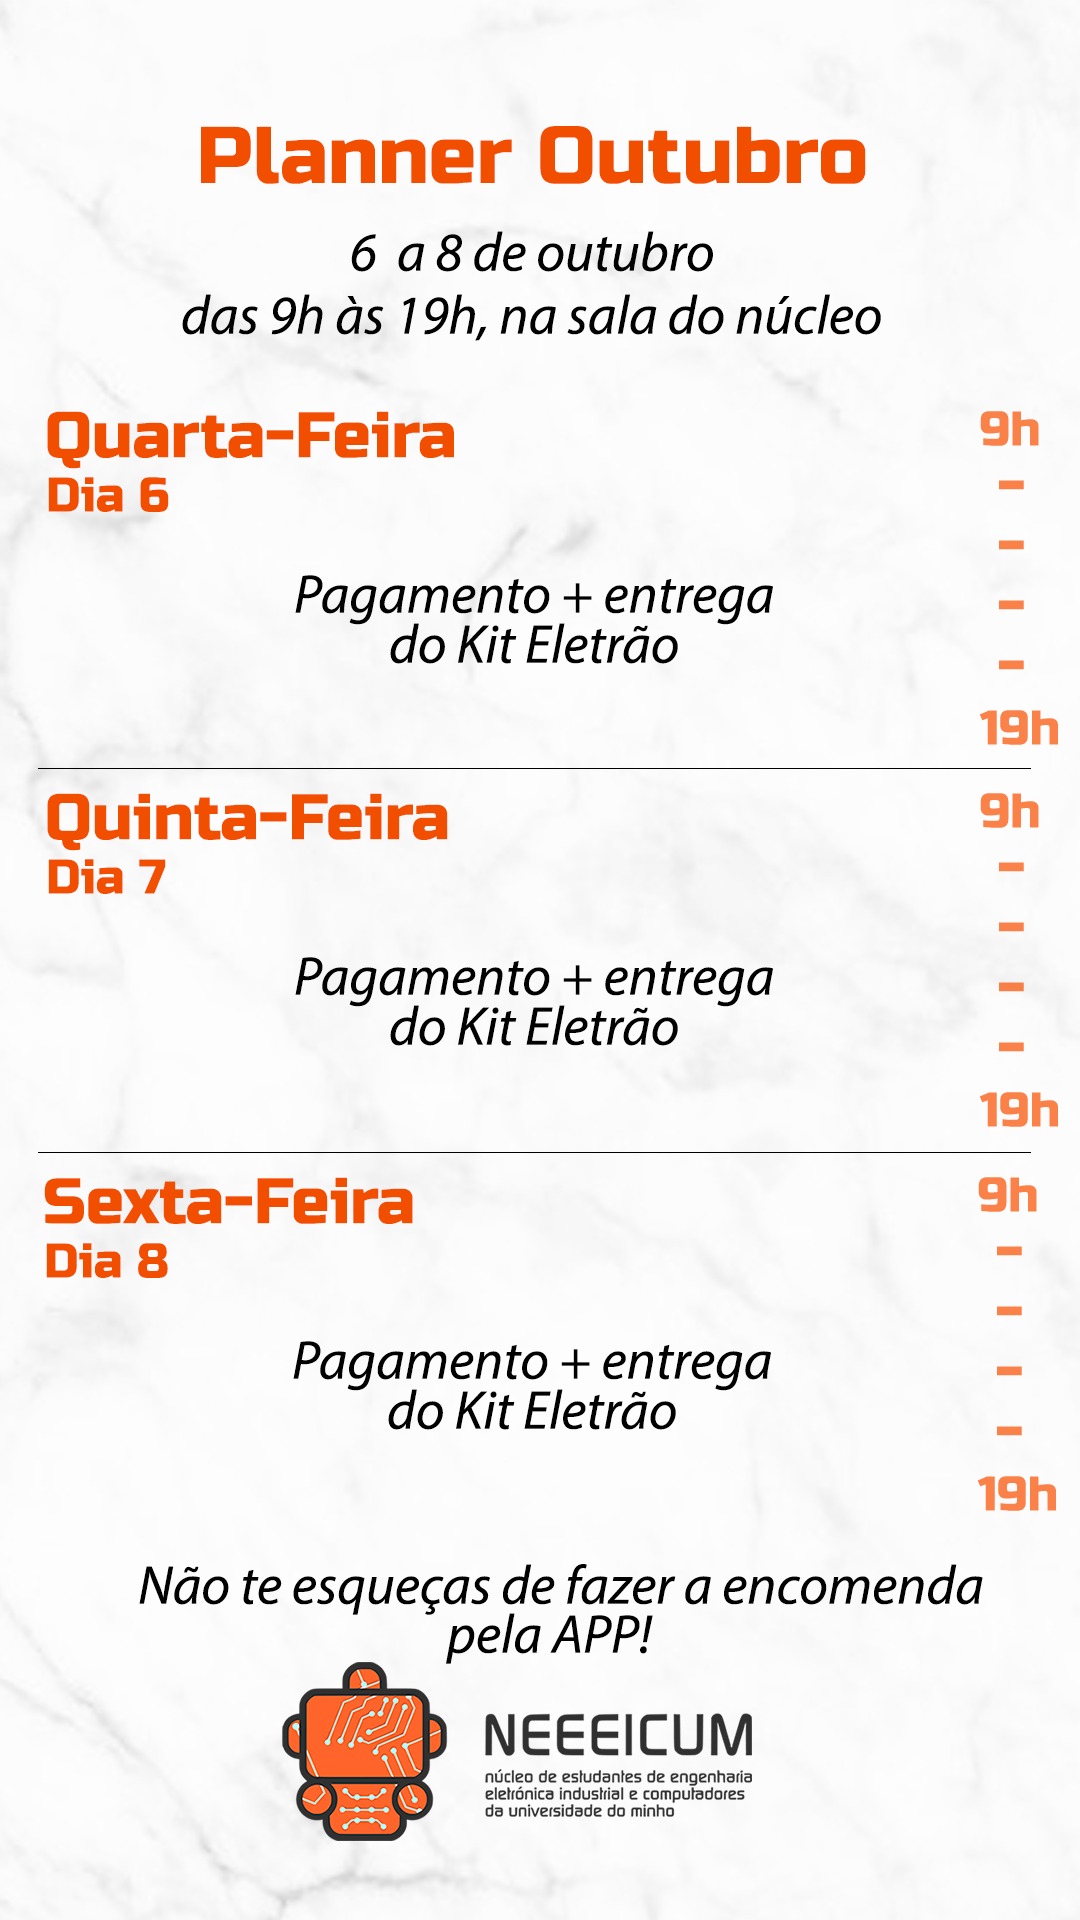 Planner Outubro
6 a 8 de outubro
das 9h às 19h, na sala do núcleo
Quarta-Feira
Dia 6
9h
-
-
-
-
19h
Pagamento + entrega
do Kit Eletrão
Quinta-Feira
Dia 7
9h
-
-
-
-
19h
Pagamento + entrega
do Kit Eletrão
Sexta-Feira
Dia 8
9h
-
-
-
-
19h
Pagamento + entrega
do Kit Eletrão
Não te esqueças de fazer a encomenda
pela APP!
NEEEICUM
núcleo de estudantes de engenharia
eletrónica industrial e computadores
da universidade do minho